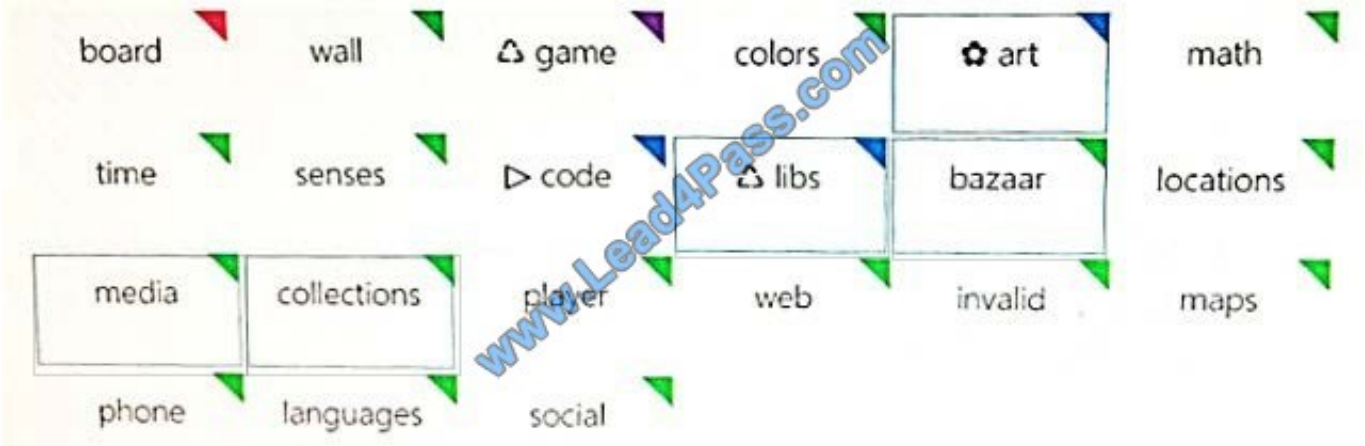 board wall game colors art math
time senses code libs bazaar locations
media collections player web invalid maps
phone languages social
www.Lead4Pass.com